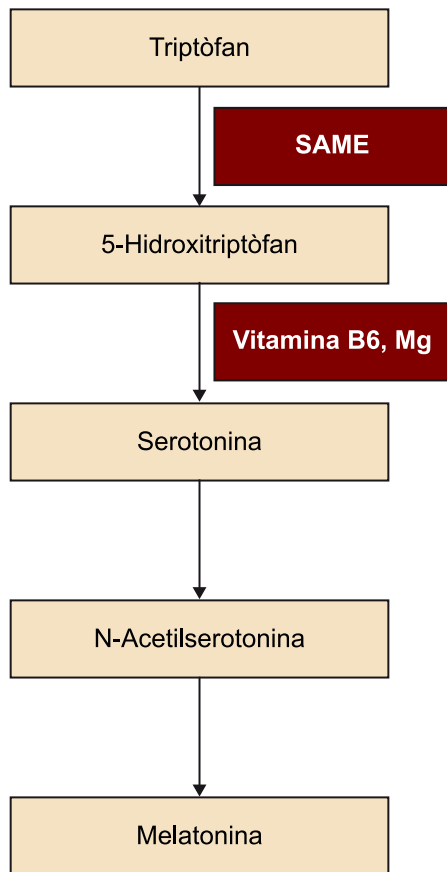 Triptòfan
SAME
5-Hidroxitriptòfan
Vitamina B6, Mg
Serotonina
N-Acetilserotonina
Melatonina